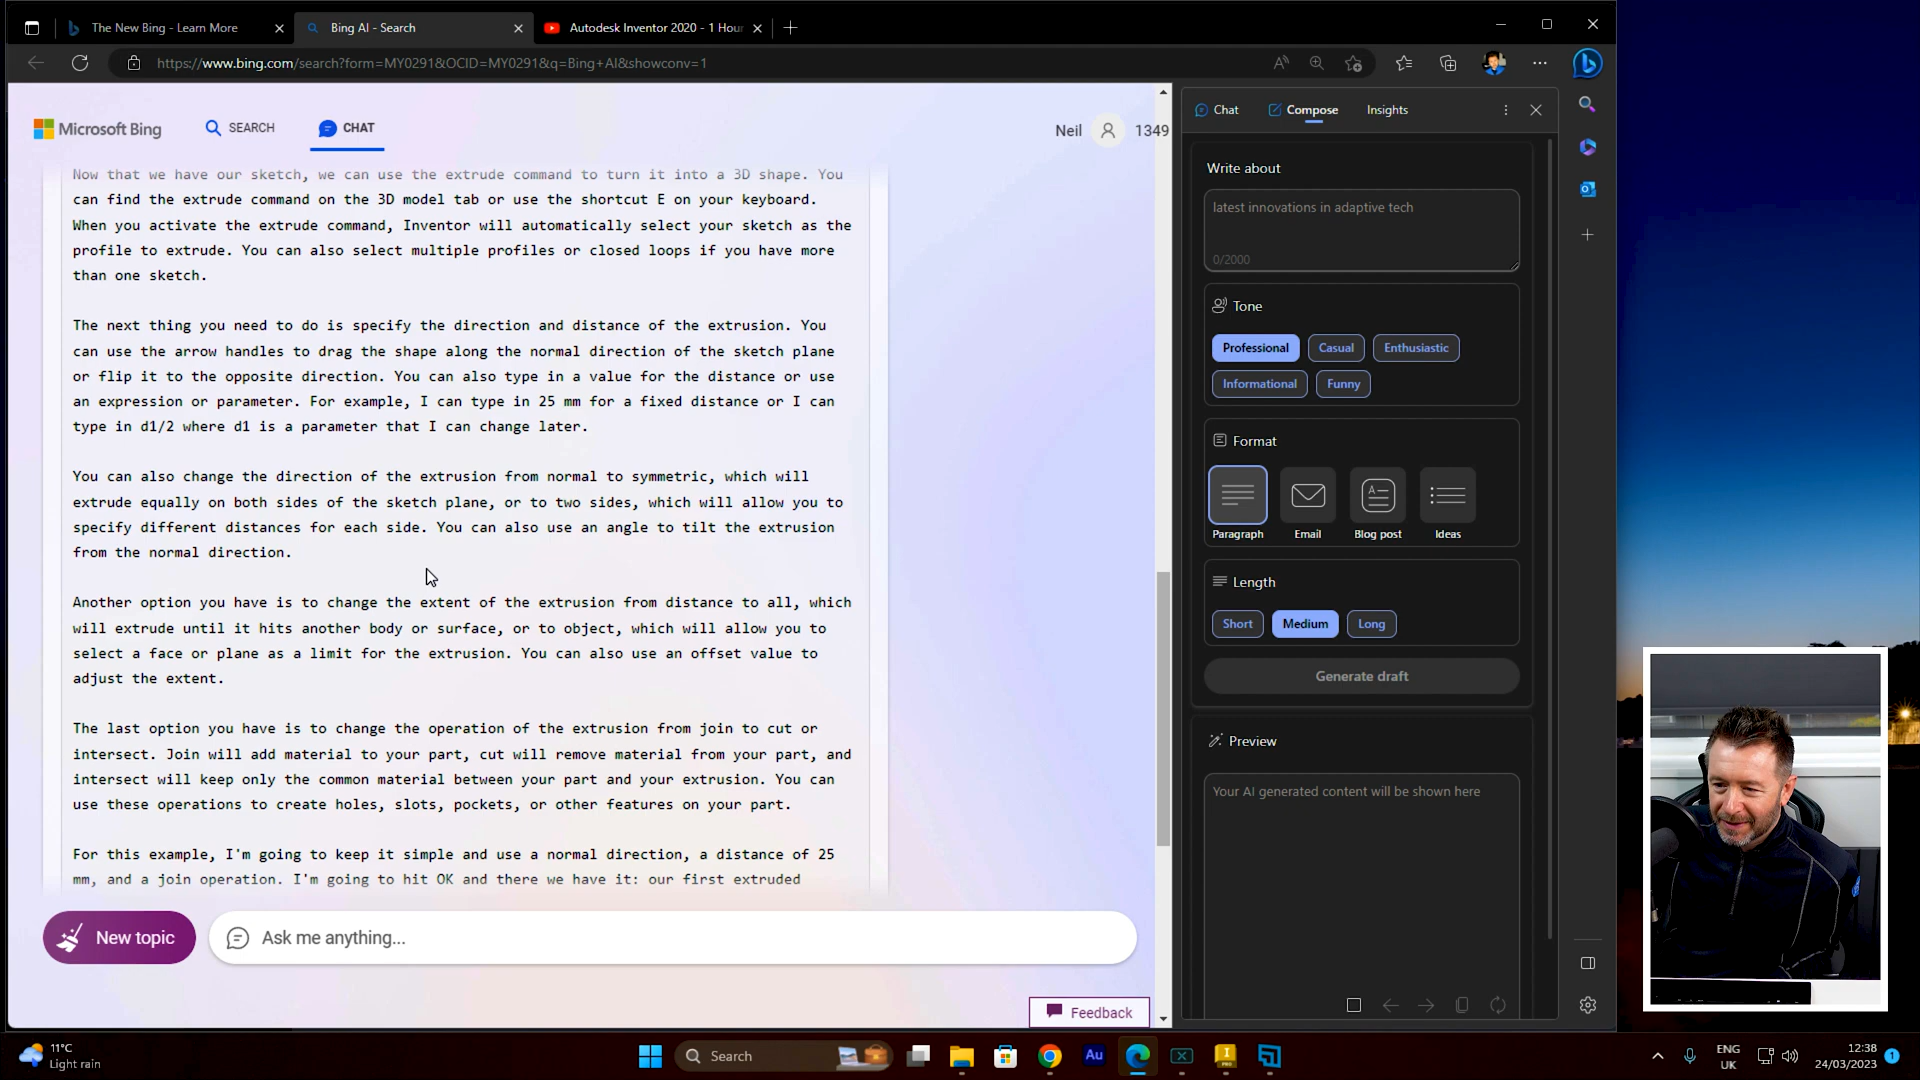 The New Bing - Learn More
Bing AI - Search
Autodesk Inventor 2020 - 1 Hour
https://www.bing.com/search?form=MY0291&OCID=MY0291&q=Bing+AI&showconv=1
Microsoft Bing
SEARCH
CHAT
Neil
1349
Now that we have our sketch, we can use the extrude command to turn it into a 3D shape. You
can find the extrude command on the 3D model tab or use the shortcut E on your keyboard.
When you activate the extrude command, Inventor will automatically select your sketch as the
profile to extrude. You can also select multiple profiles or closed loops if you have more
than one sketch.
The next thing you need to do is specify the direction and distance of the extrusion. You
can use the arrow handles to drag the shape along the normal direction of the sketch plane
or flip it to the opposite direction. You can also type in a value for the distance or use
an expression or parameter. For example, I can type in 25 mm for a fixed distance or I can
type in d1/2 where d1 is a parameter that I can change later.
You can also change the direction of the extrusion from normal to symmetric, which will
extrude equally on both sides of the sketch plane, or to two sides, which will allow you to
specify different distances for each side. You can also use an angle to tilt the extrusion
from the normal direction.
Another option you have is to change the extent of the extrusion from distance to all, which
will extrude until it hits another body or surface, or to object, which will allow you to
select a face or plane as a limit for the extrusion. You can also use an offset value to
adjust the extent.
The last option you have is to change the operation of the extrusion from join to cut or
intersect. Join will add material to your part, cut will remove material from your part, and
intersect will keep only the common material between your part and your extrusion. You can
use these operations to create holes, slots, pockets, or other features on your part.
For this example, I'm going to keep it simple and use a normal direction, a distance of 25
mm, and a join operation. I'm going to hit OK and there we have it: our first extruded
New topic
Ask me anything...
Feedback
Chat
Compose
Insights
Write about
latest innovations in adaptive tech
0/2000
Tone
Professional
Casual
Enthusiastic
Informational
Funny
Format
Paragraph
Email
Blog post
Ideas
Length
Short
Medium
Long
Generate draft
Preview
Your AI generated content will be shown here
11°C
Light rain
Search
Au
ENG
UK
12:38
24/03/2023
1